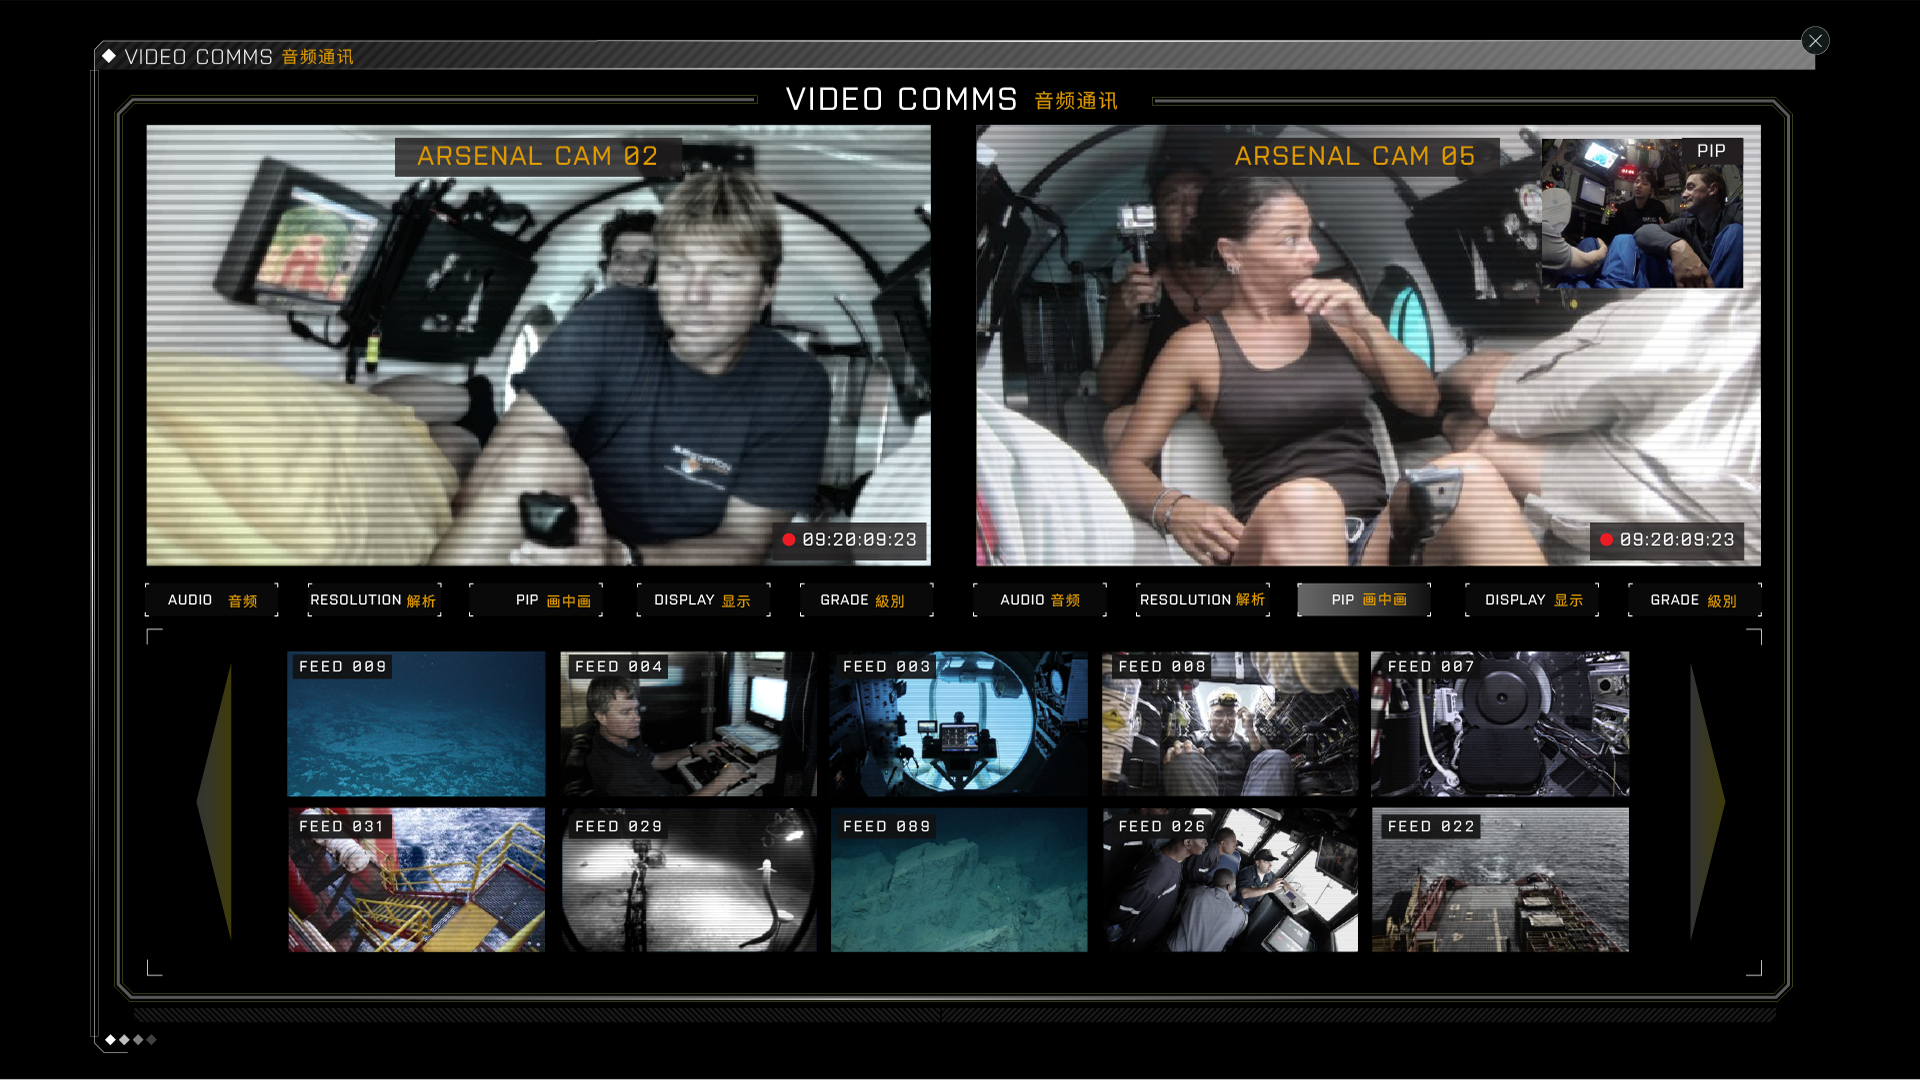 VIDEO COMMS 音频通讯
VIDEO COMMS 音频通讯
ARSENAL CAM 02
ARSENAL CAM 05
PIP
09:20:09:23
09:20:09:23
AUDIO 音频
RESOLUTION 解析
PIP 画中画
DISPLAY 显示
GRADE 級別
AUDIO 音频
RESOLUTION 解析
PIP 画中画
DISPLAY 显示
GRADE 級別
FEED 009
FEED 004
FEED 003
FEED 008
FEED 007
FEED 031
FEED 029
FEED 089
FEED 026
FEED 022